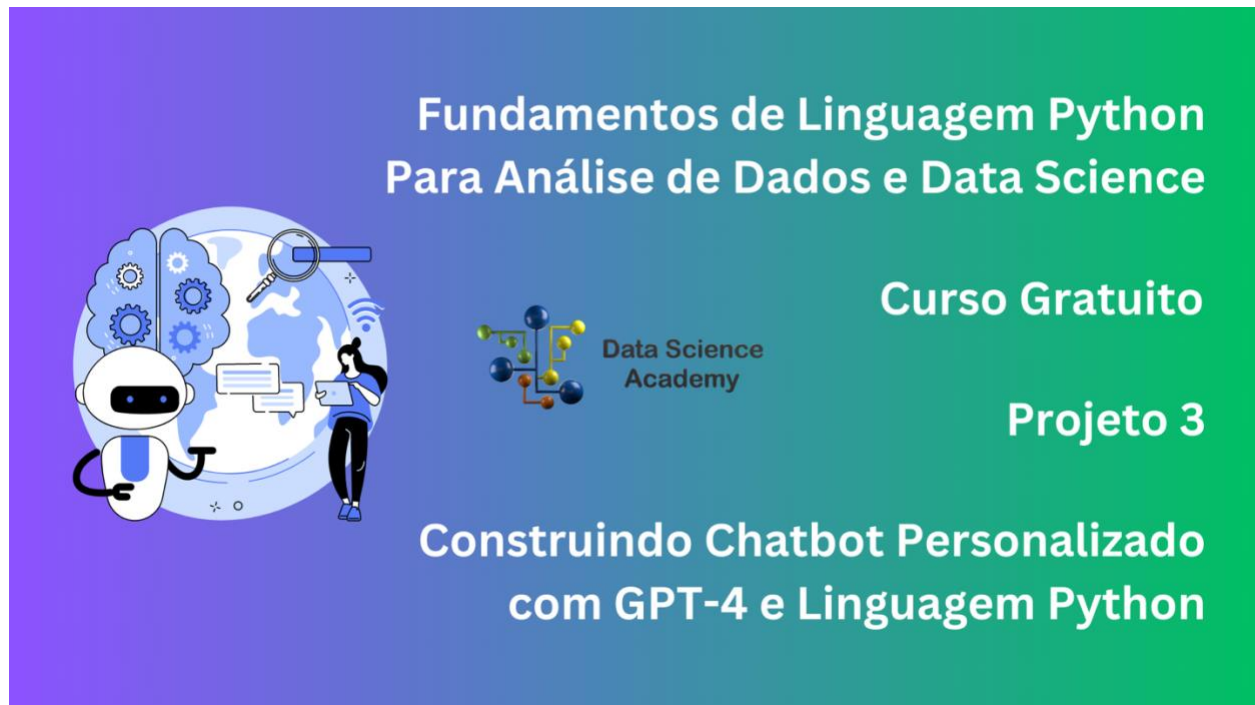 Fundamentos de Linguagem Python
Para Análise de Dados e Data Science
Curso Gratuito
Data Science
Academy
Projeto 3
Construindo Chatbot Personalizado
com GPT-4 e Linguagem Python